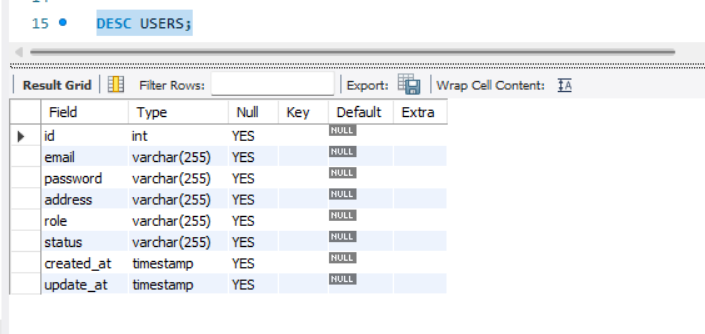 15 DESC USERS;
Result Grid Filter Rows: Export: Wrap Cell Content: IA
Field Type Null Key Default Extra
id int YES NULL
email varchar(255) YES NULL
password varchar(255) YES NULL
address varchar(255) YES NULL
role varchar(255) YES NULL
status varchar(255) YES NULL
created_at timestamp YES NULL
update_at timestamp YES NULL